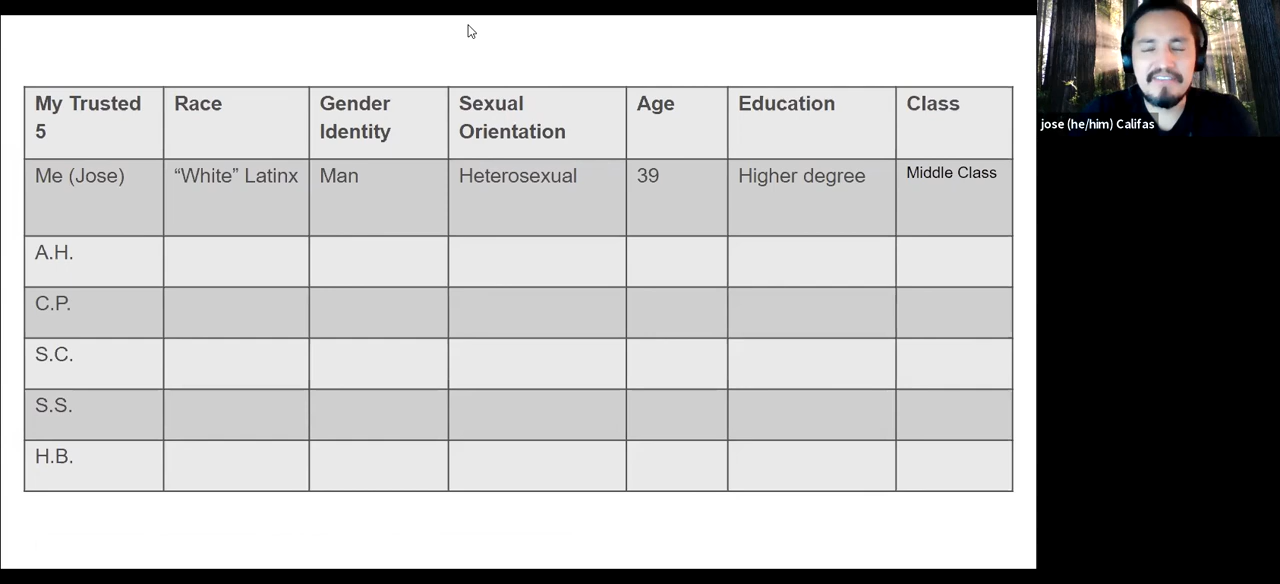 My Trusted 5 Race Gender Identity Sexual Orientation Age Education Class
Me (Jose) “White” Latinx Man Heterosexual 39 Higher degree Middle Class
A.H.
C.P.
S.C.
S.S.
H.B.
jose (he/him) Califas